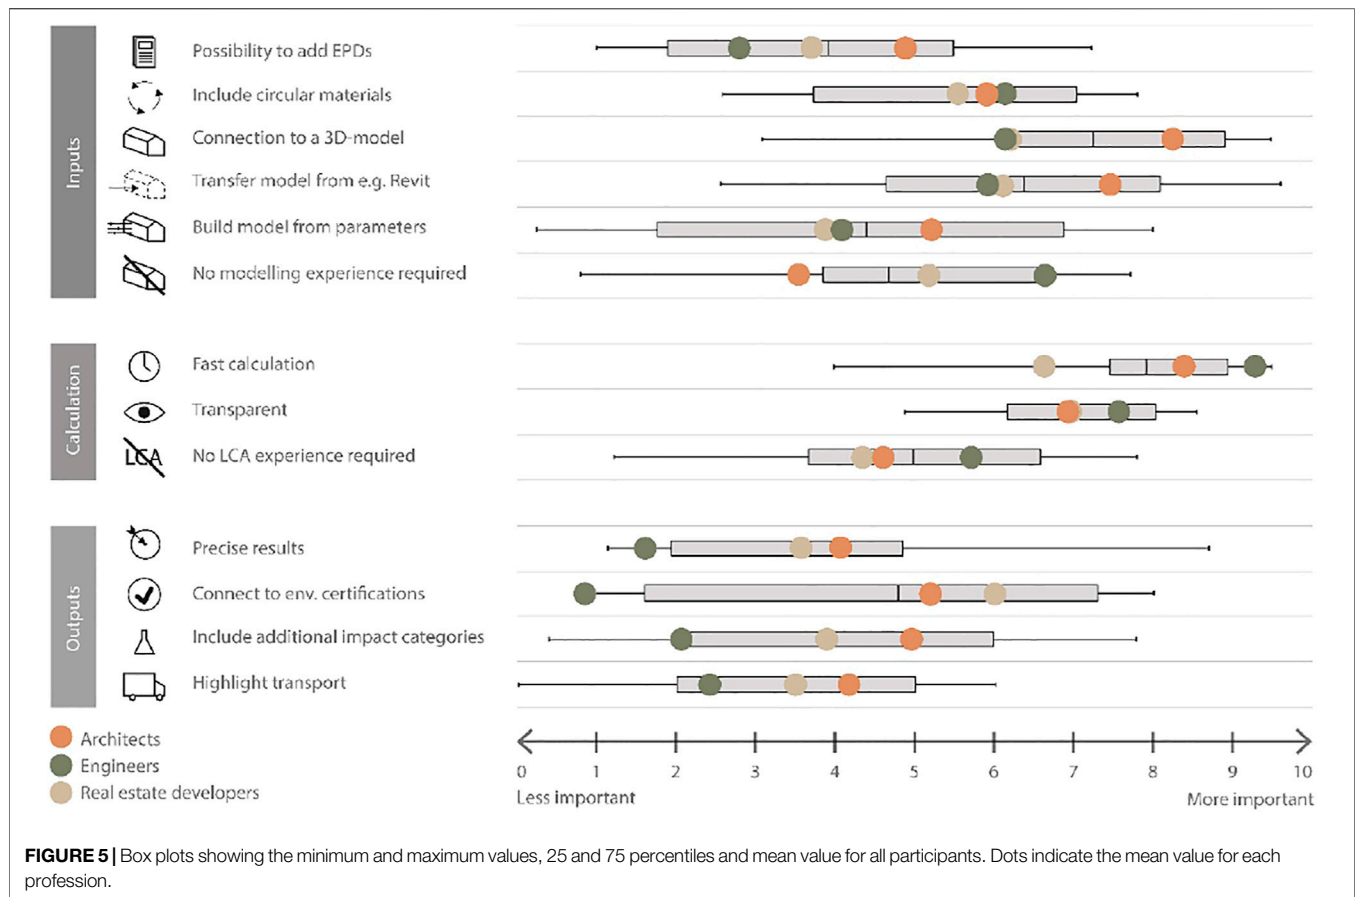 Inputs
Possibility to add EPDs
Include circular materials
Connection to a 3D-model
Transfer model from e.g. Revit
Build model from parameters
No modelling experience required
Calculation
Fast calculation
Transparent
LCA
No LCA experience required
Outputs
Precise results
Connect to env. certifications
Include additional impact categories
Highlight transport
Architects
Engineers
Real estate developers
0 1 2 3 4 5 6 7 8 9 10
Less important More important
FIGURE 5 | Box plots showing the minimum and maximum values, 25 and 75 percentiles and mean value for all participants. Dots indicate the mean value for each
profession.